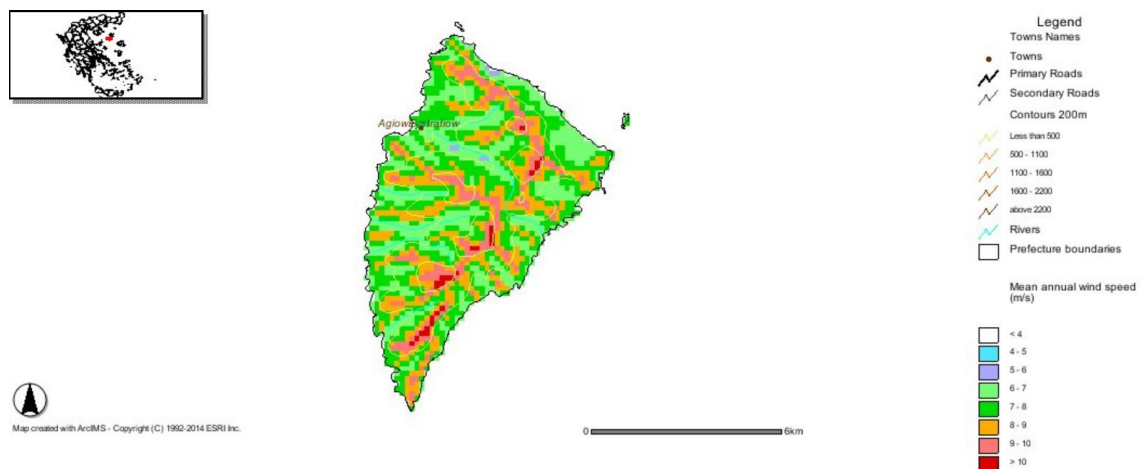 Legend
Towns Names
Towns
Primary Roads
Secondary Roads
Contours 200m
Less than 500
500 - 1100
1100 - 1600
1600 - 2200
above 2200
Rivers
Prefecture boundaries
Mean annual wind speed
(m/s)
< 4
4 - 5
5 - 6
6 - 7
7 - 8
8 - 9
9 - 10
> 10
Map created with ArcIMS - Copyright (C) 1992-2014 ESRI Inc.
0
6km